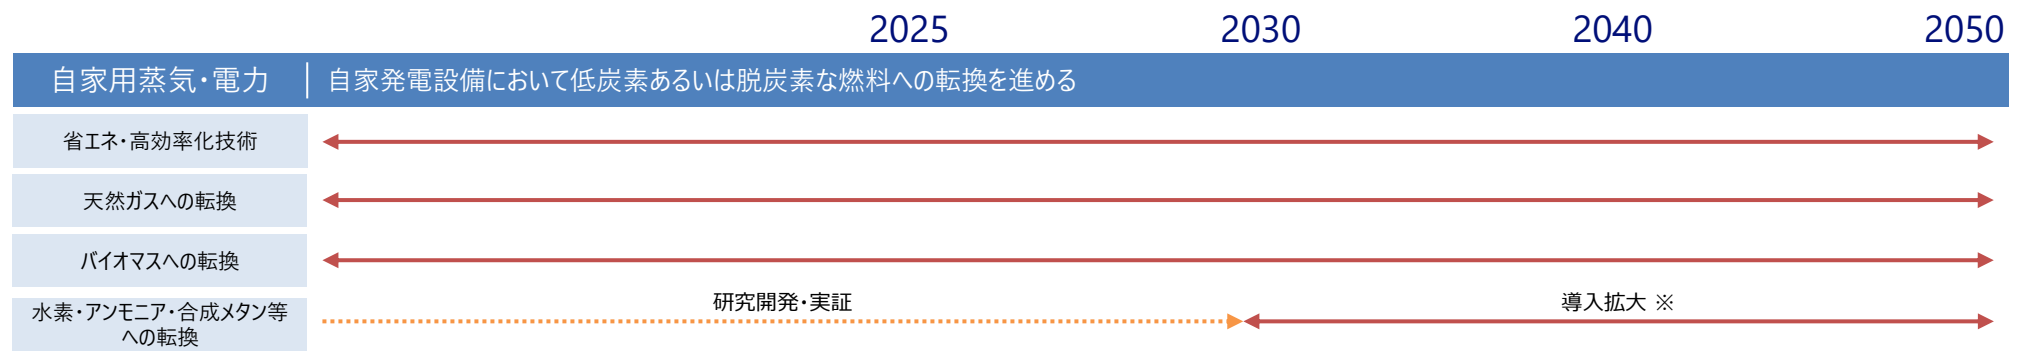 2025 2030 2040 2050
自家用蒸気・電力 自家発電設備において低炭素あるいは脱炭素な燃料への転換を進める
省エネ・高効率化技術
天然ガスへの転換
バイオマスへの転換
水素・アンモニア・合成メタン等
への転換
研究開発・実証 導入拡大 ※